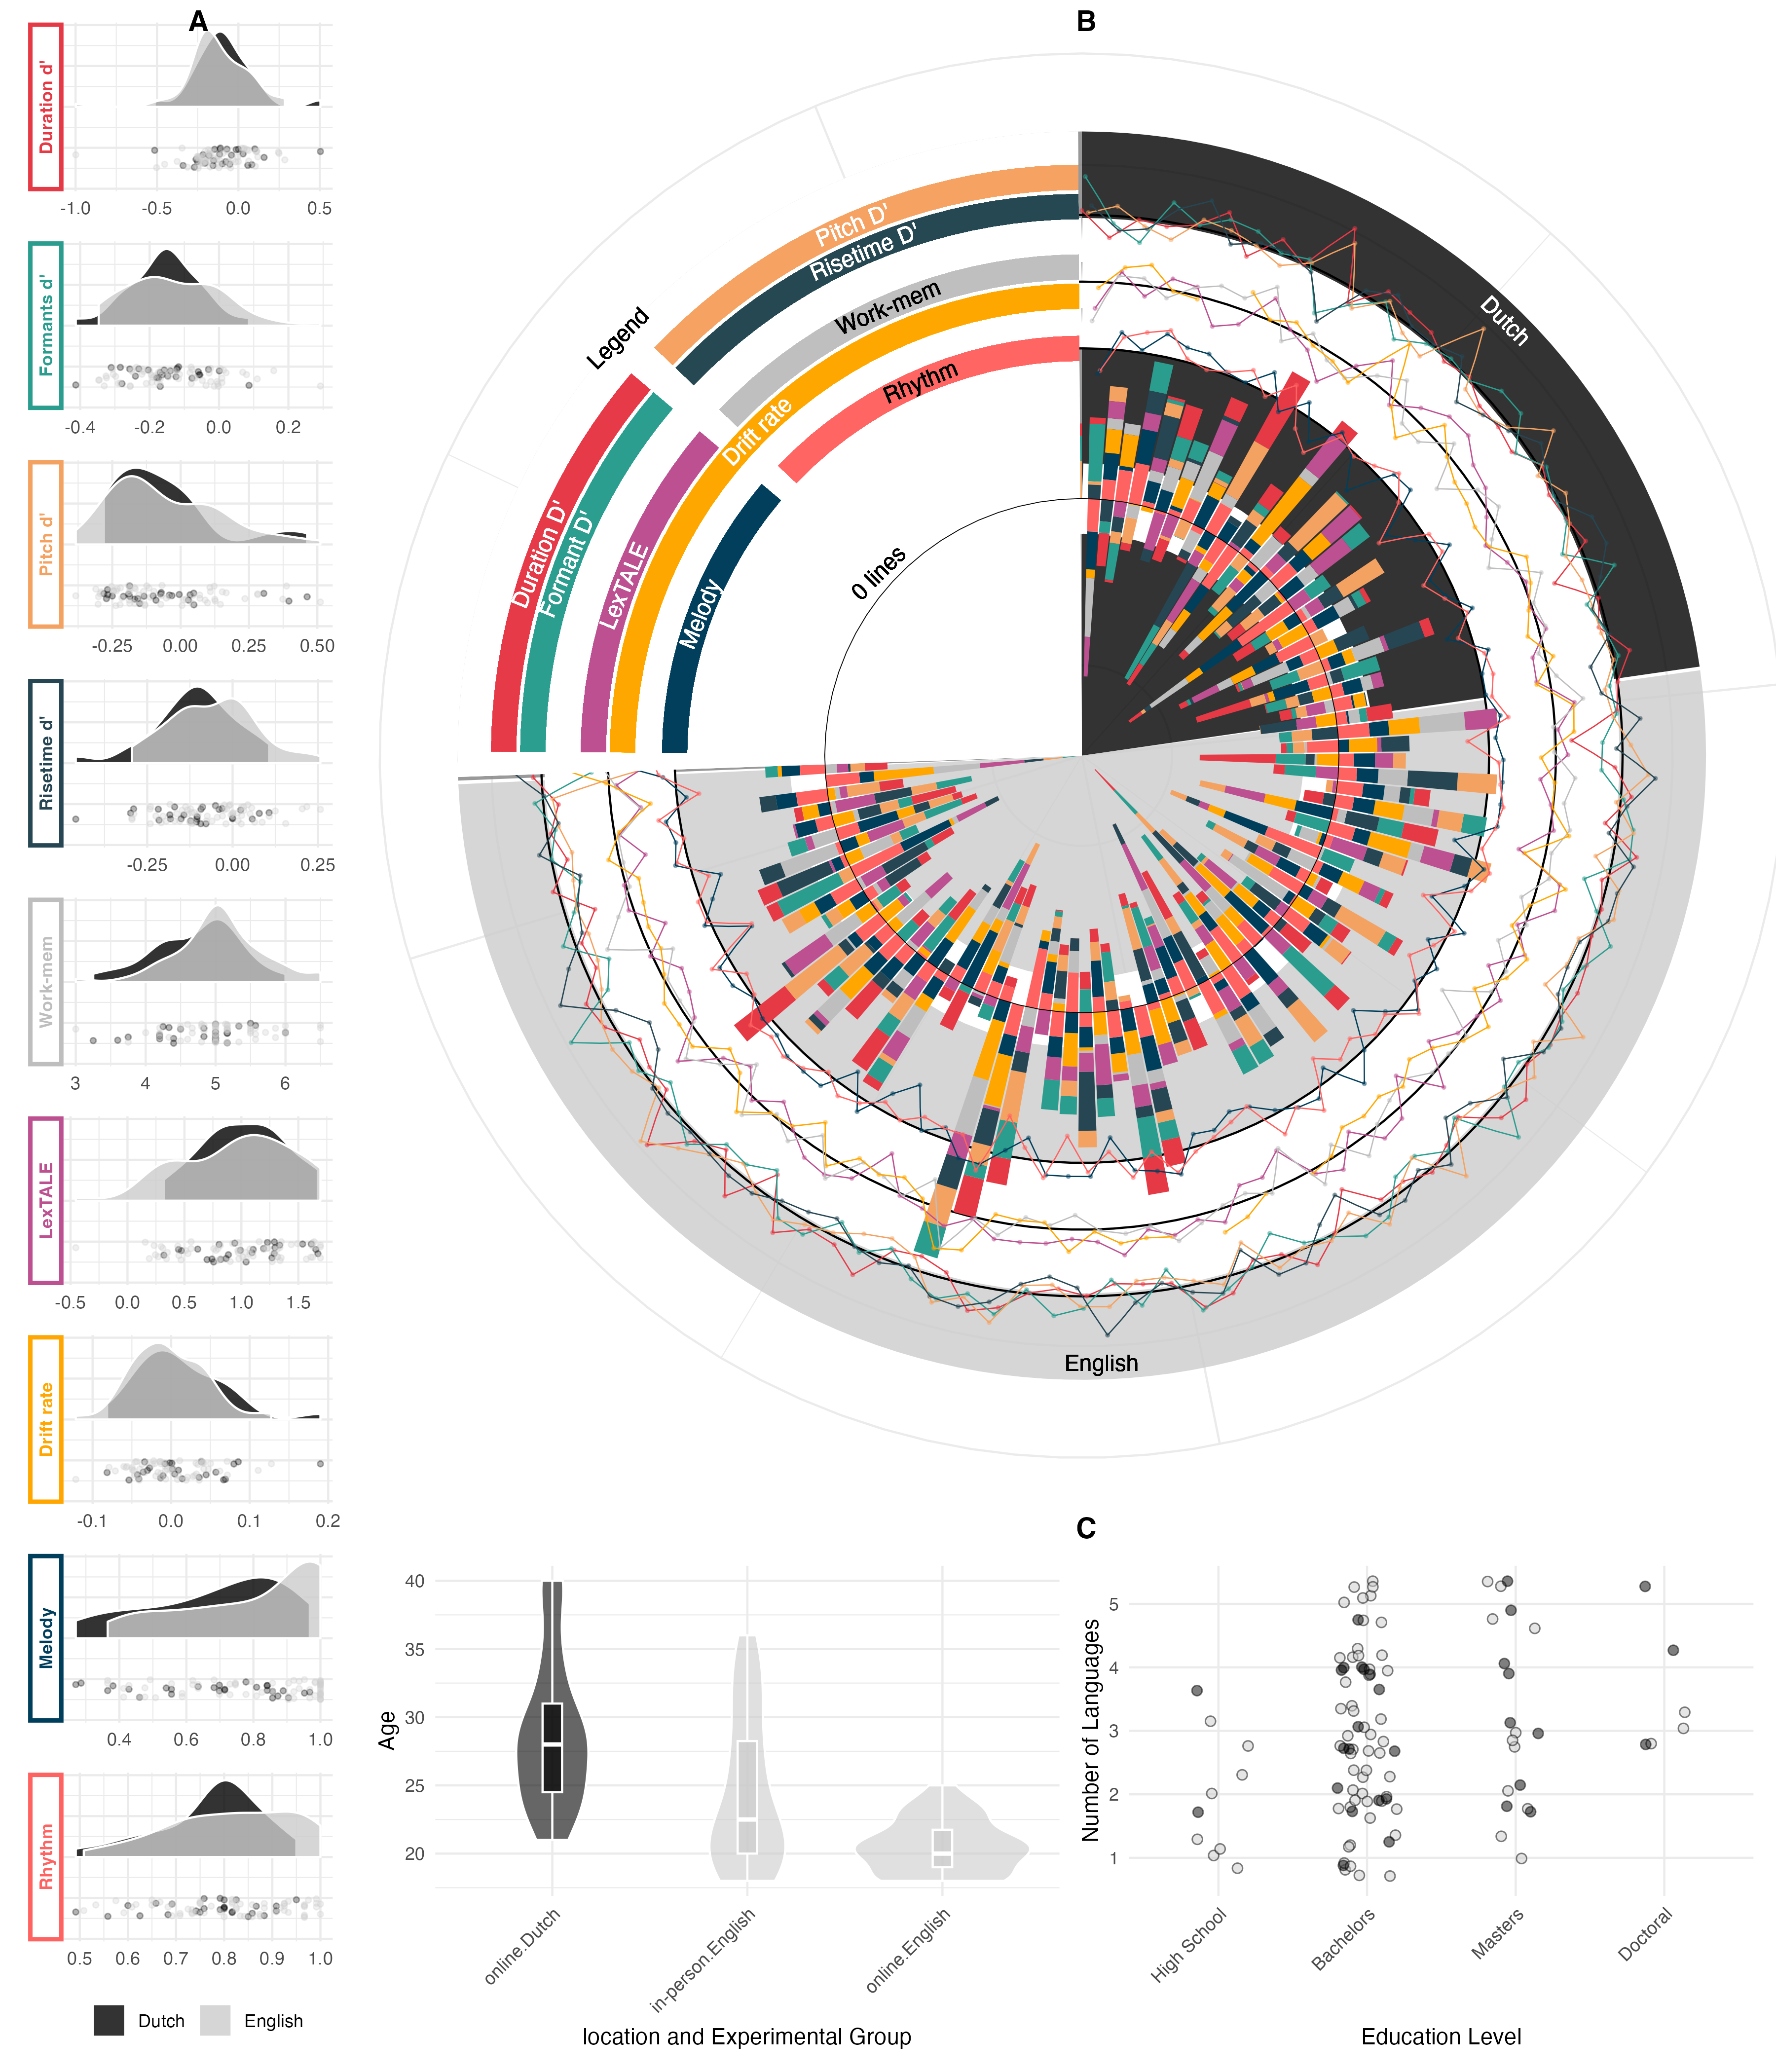 A
B
Duration d'
-1.0 -0.5 0.0 0.5
Formants d'
-0.4 -0.2 0.0 0.2
Pitch d'
-0.25 0.00 0.25 0.50
Risetime d'
-0.25 0.00 0.25
Work-mem
3 4 5 6
LexTALE
-0.5 0.0 0.5 1.0 1.5
Drift rate
-0.1 0.0 0.1 0.2
Melody
0.4 0.6 0.8 1.0
Rhythm
0.5 0.6 0.7 0.8 0.9 1.0
Dutch English
Legend
Pitch D'
Risetime D'
Work-mem
Drift rate
Rhythm
Duration D'
Formant D'
LexTALE
Melody
0 lines
Dutch
English
C
Age
40
35
30
25
20
online.Dutch
in-person.English
online.English
location and Experimental Group
Number of Languages
5
4
3
2
1
High School
Bachelors
Masters
Doctoral
Education Level